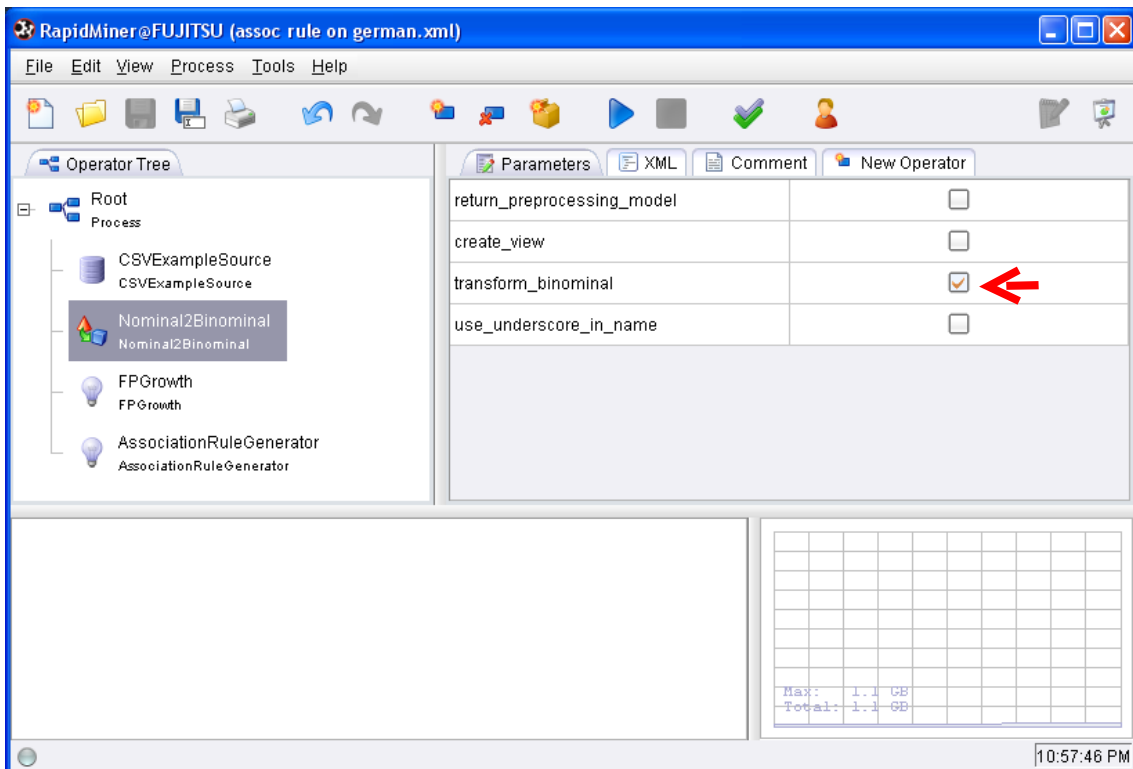 RapidMiner@FUJITSU (assoc rule on german.xml)
File Edit View Process Tools Help
Operator Tree
Root
Process
CSVExampleSource
CSVExampleSource
Nominal2Binominal
Nominal2Binominal
FPGrowth
FPGrowth
AssociationRuleGenerator
AssociationRuleGenerator
Parameters XML Comment New Operator
return_preprocessing_model
create_view
transform_binominal
use_underscore_in_name
Max: 1.1 GB
Total: 1.1 GB
10:57:46 PM